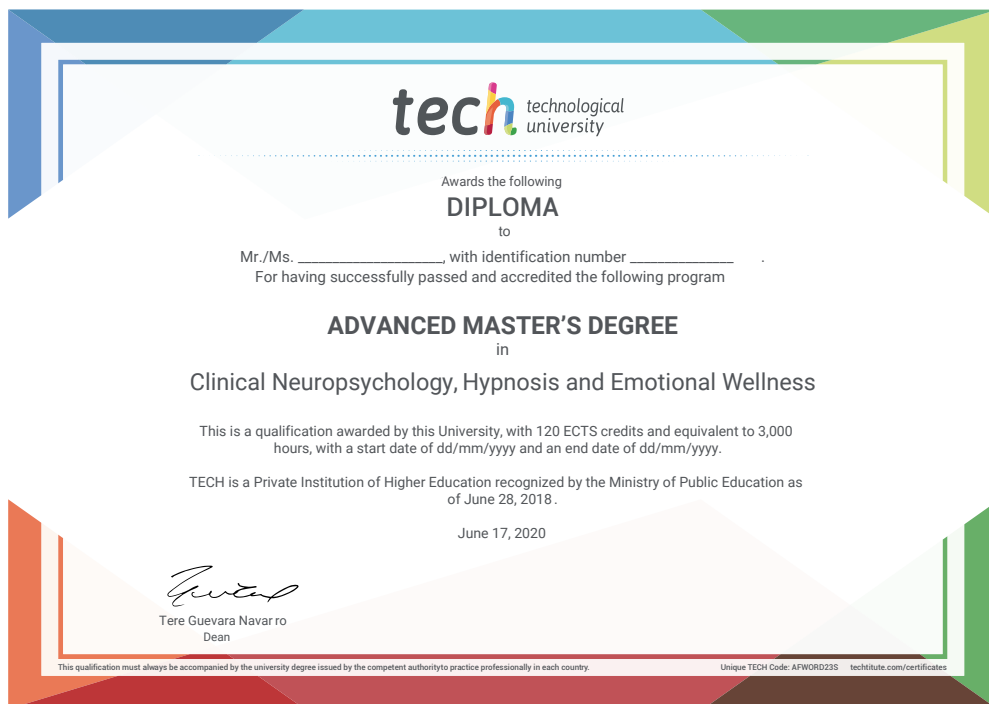 tech technological
university
Awards the following
DIPLOMA
to
Mr./Ms. ____________________, with identification number ______________ .
For having successfully passed and accredited the following program
ADVANCED MASTER'S DEGREE
in
Clinical Neuropsychology, Hypnosis and Emotional Wellness
This is a qualification awarded by this University, with 120 ECTS credits and equivalent to 3,000
hours, with a start date of dd/mm/yyyy and an end date of dd/mm/yyyy.
TECH is a Private Institution of Higher Education recognized by the Ministry of Public Education as
of June 28, 2018.
June 17, 2020
Tere Guevara Navarro
Dean
This qualification must always be accompanied by the university degree issued by the competent authorityto practice professionally in each country.
Unique TECH Code: AFWORD23S techtitute.com/certificates